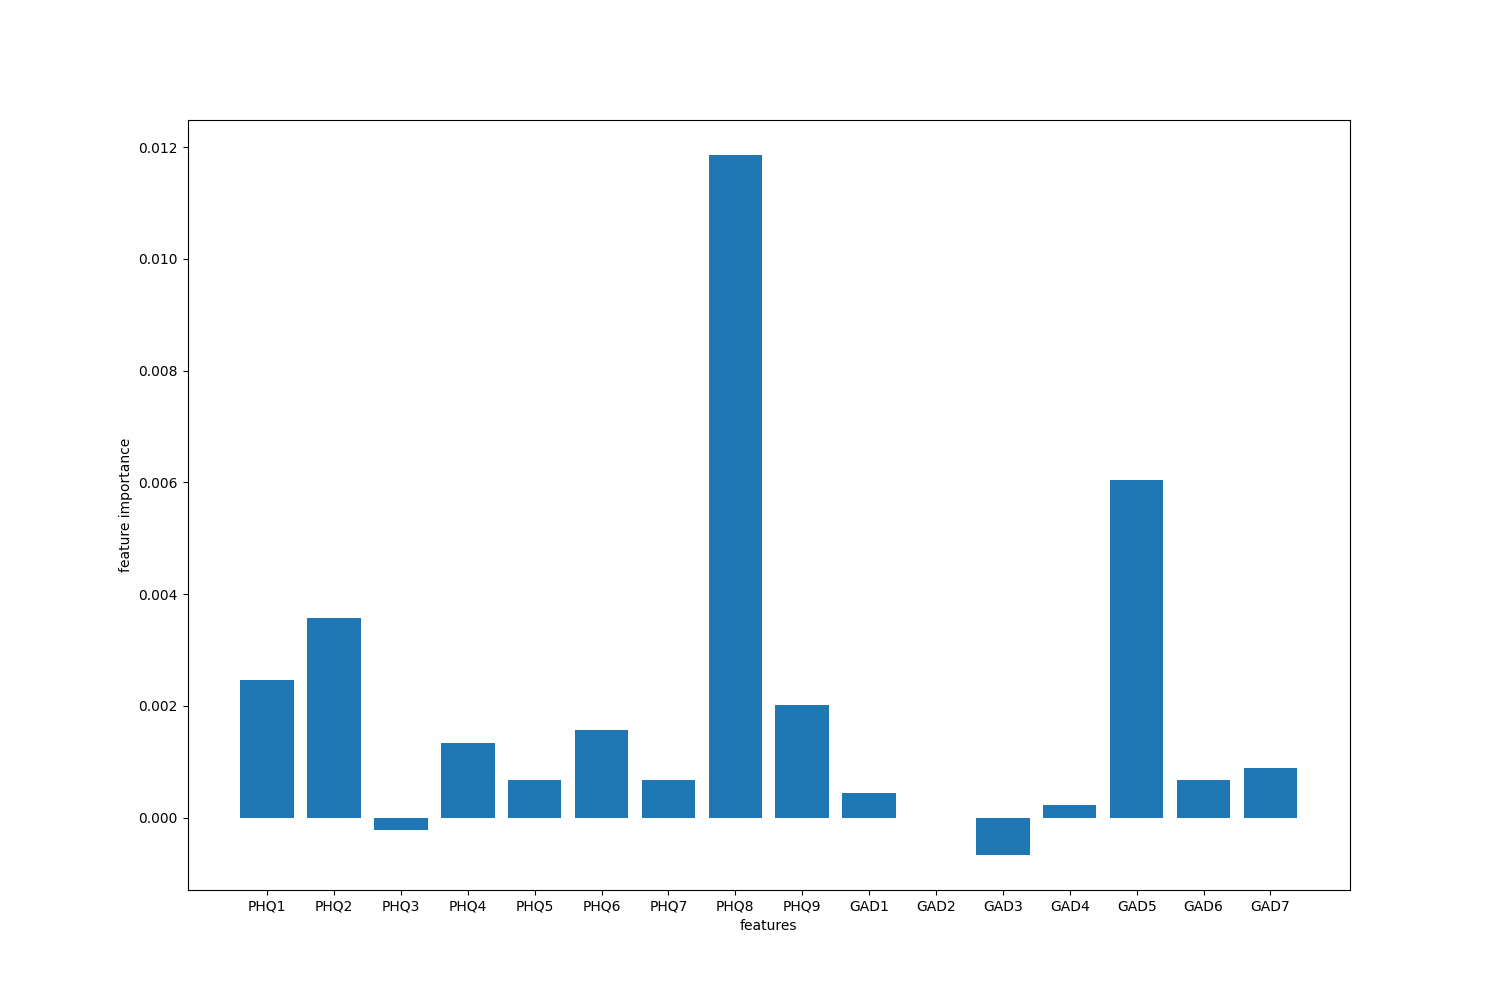 0.012
0.010
0.008
0.006
0.004
0.002
0.000
feature importance
PHQ1 PHQ2 PHQ3 PHQ4 PHQ5 PHQ6 PHQ7 PHQ8 PHQ9 GAD1 GAD2 GAD3 GAD4 GAD5 GAD6 GAD7
features